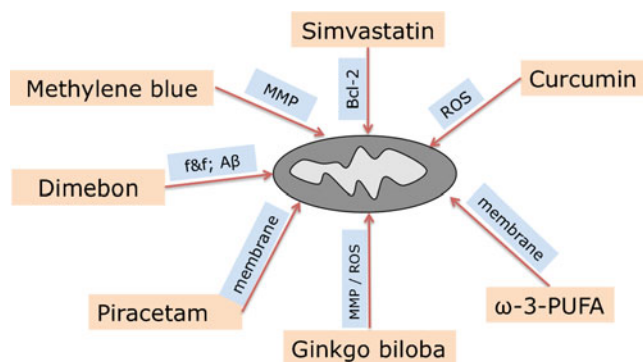 Simvastatin
Methylene blue
MMP
Bcl-2
ROS
Curcumin
f&f; Aβ
Dimebon
membrane
membrane
MMP / ROS
Piracetam
ω-3-PUFA
Ginkgo biloba